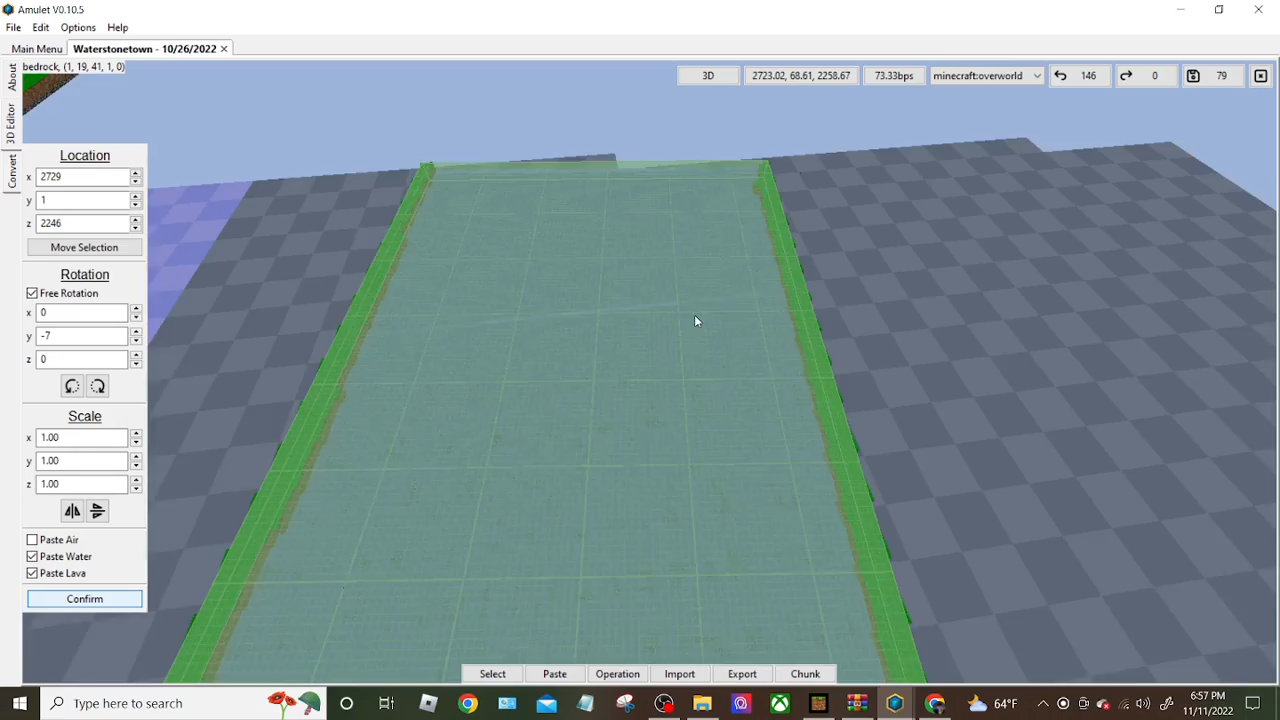 Amulet V0.10.5
File Edit Options Help
Main Menu Waterstonetown - 10/26/2022
bedrock, (1, 19, 41, 1, 0)
3D 2723.02, 68.61, 2258.67 73.33bps minecraft:overworld 146 0 79
About
3D Editor
Convert
Location
x 2729
y 1
z 2246
Move Selection
Rotation
Free Rotation
x 0
y -7
z 0
Scale
x 1.00
y 1.00
z 1.00
Paste Air
Paste Water
Paste Lava
Confirm
Select Paste Operation Import Export Chunk
Type here to search
64°F
6:57 PM
11/11/2022